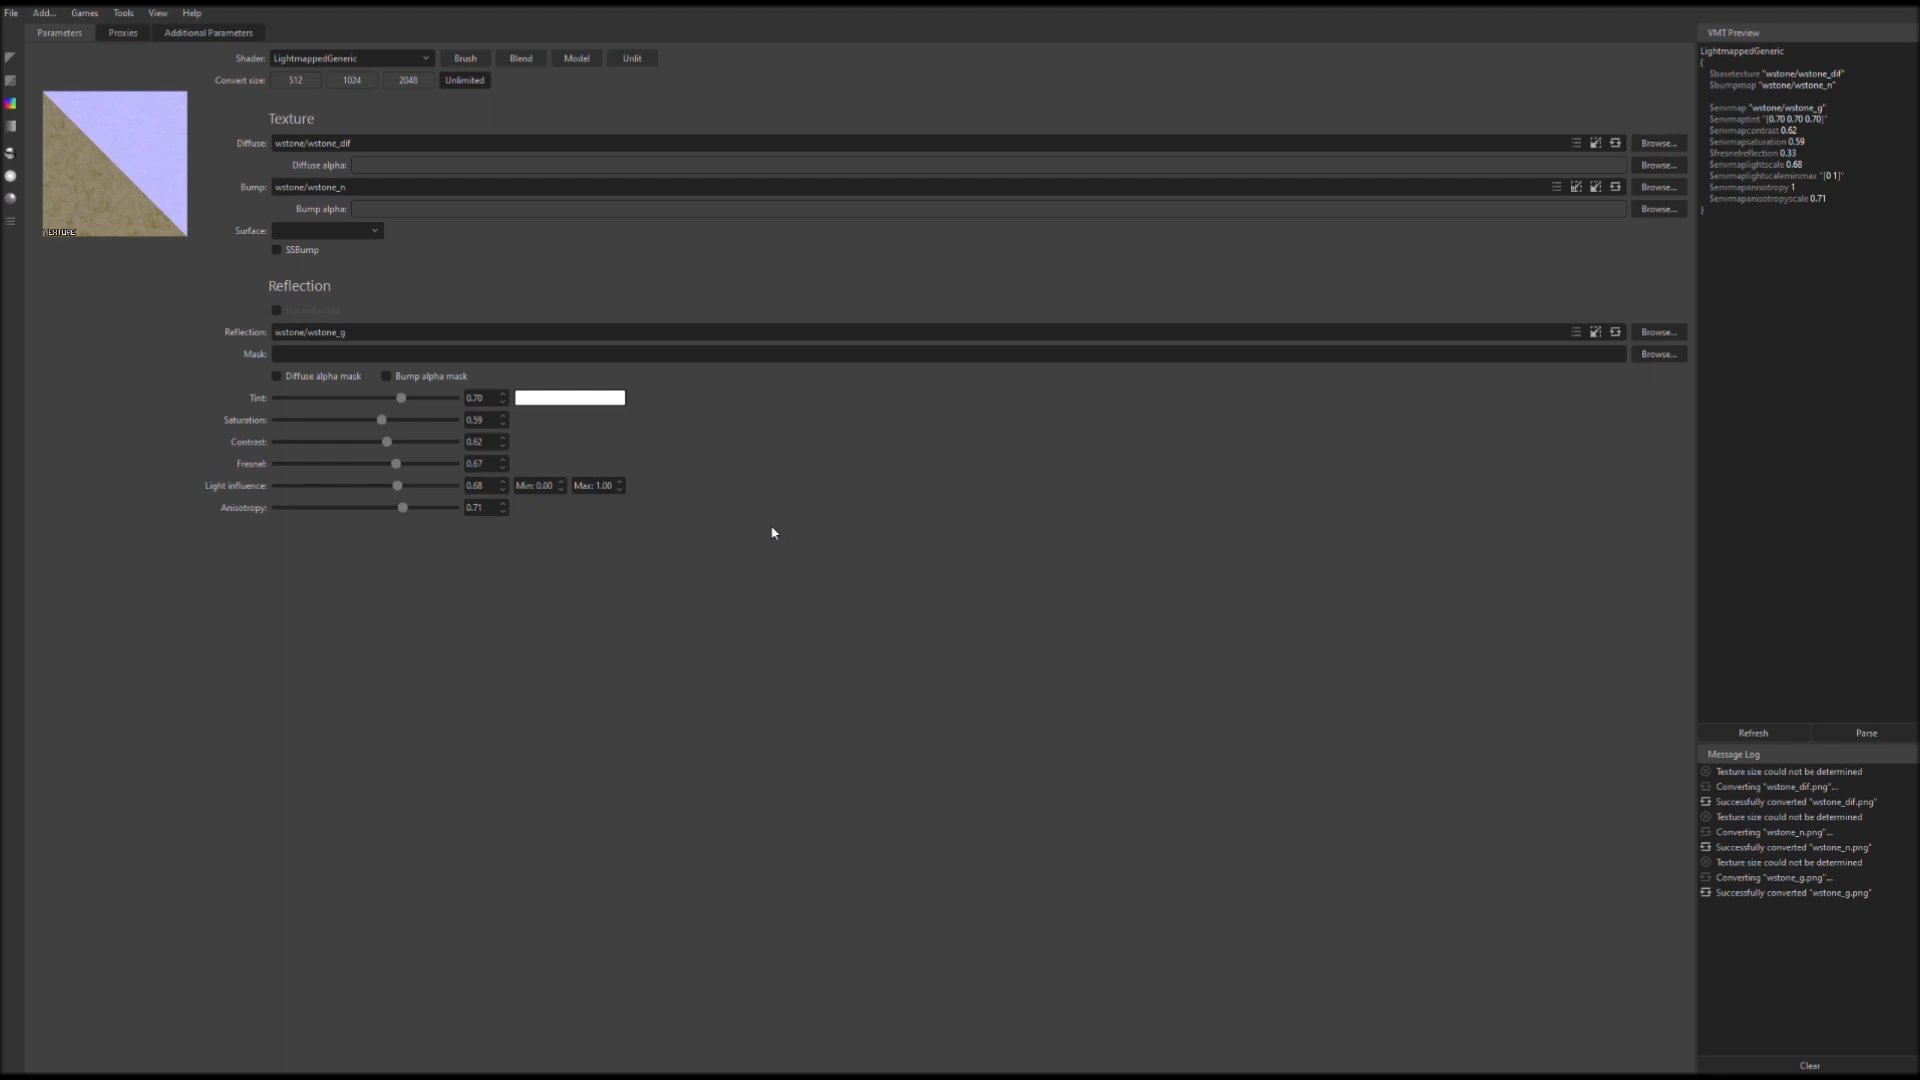 File Add... Games Tools View Help
Parameters Proxies Additional Parameters
Shader: LightmappedGeneric Brush Blend Model Unlit
Convert size: 512 1024 2048 Unlimited
TEXTURE
Texture
Diffuse: wstone/wstone_dif Browse...
Diffuse alpha: Browse...
Bump: wstone/wstone_n Browse...
Bump alpha: Browse...
Surface:
SSBump
Reflection
Reflection: wstone/wstone_g Browse...
Mask: Browse...
Diffuse alpha mask Bump alpha mask
Tint: 0.70
Saturation: 0.59
Contrast: 0.62
Fresnel: 0.67
Light influence: 0.68 Min: 0.00 Max: 1.00
Anisotropy: 0.71
VMT Preview
LightmappedGeneric
{
$basetexture "wstone/wstone_dif"
$bumpmap "wstone/wstone_n"
$envmap "wstone/wstone_g"
$envmaptint "[0.70 0.70 0.70]"
$envmapcontrast 0.62
$envmapsaturation 0.59
$fresnelreflection 0.33
$envmaplightscale 0.68
$envmaplightscaleminmax "[0 1]"
$envmapanisotropy 1
$envmapanisotropyscale 0.71
}
Refresh Parse
Message Log
Texture size could not be determined
Converting "wstone_dif.png"...
Successfully converted "wstone_dif.png"
Texture size could not be determined
Converting "wstone_n.png"...
Successfully converted "wstone_n.png"
Texture size could not be determined
Converting "wstone_g.png"...
Successfully converted "wstone_g.png"
Clear